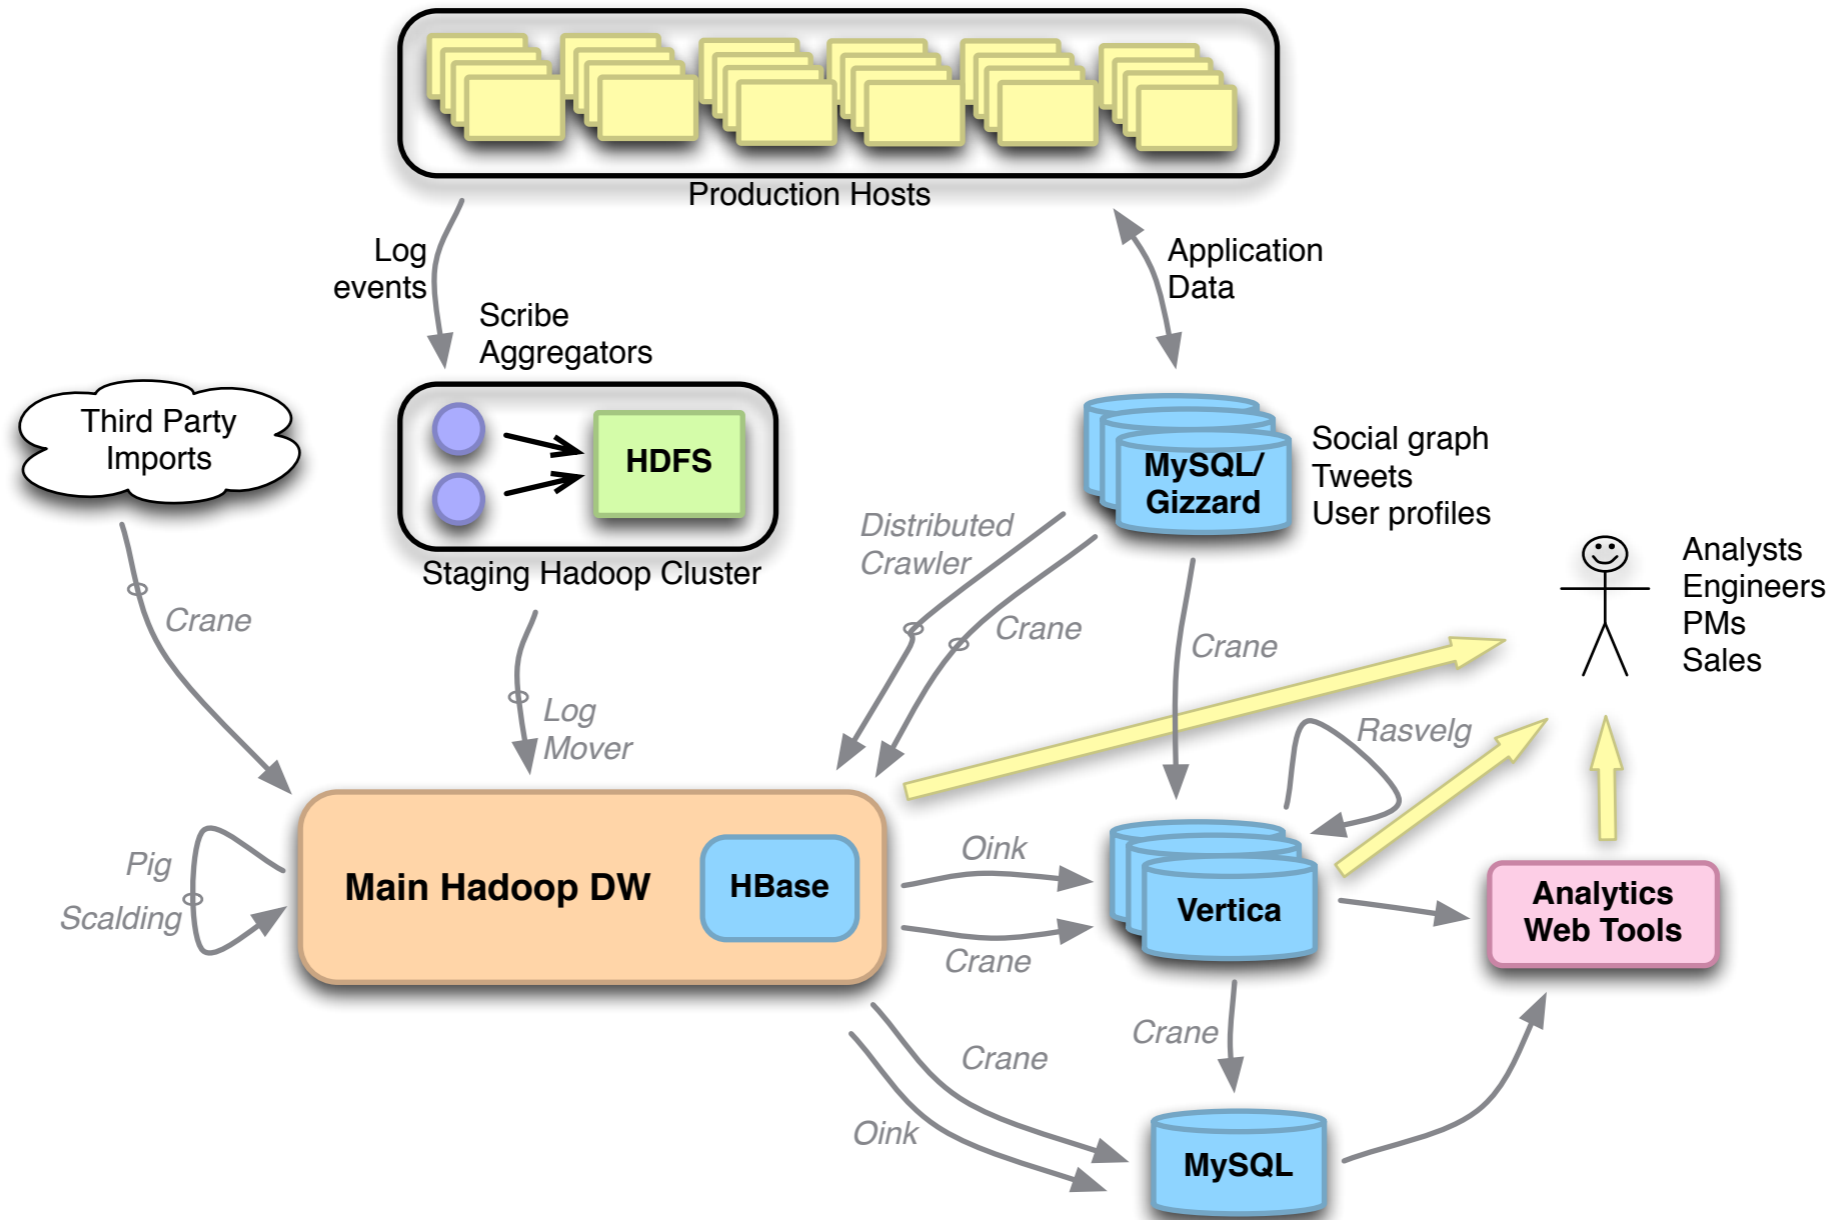 Production Hosts
Log
events
Application
Data
Scribe
Aggregators
Third Party
Imports
HDFS
MySQL/
Gizzard
Social graph
Tweets
User profiles
Distributed
Crawler
Staging Hadoop Cluster
Analysts
Engineers
PMs
Sales
Crane
Crane
Crane
Log
Mover
Rasvelg
Pig
Scalding
Main Hadoop DW
HBase
Oink
Crane
Vertica
Analytics
Web Tools
Crane
Crane
Oink
MySQL